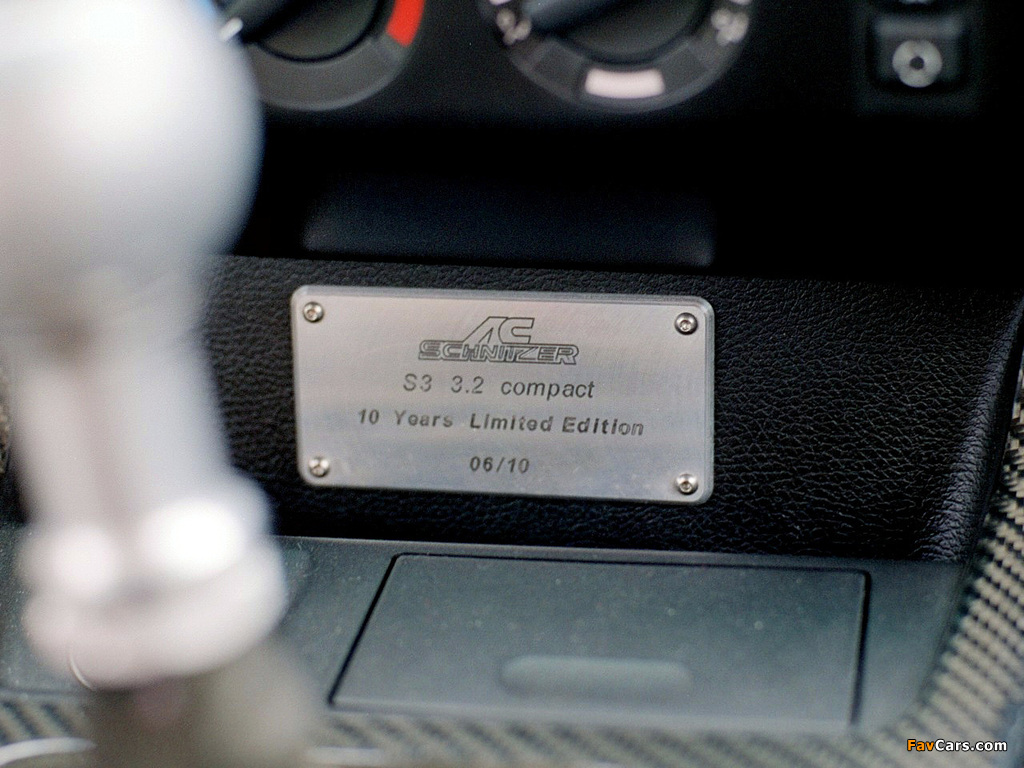 AC
SCHNITZER
S3 3.2 compact
10 Years Limited Edition
06/10
FavCars.com